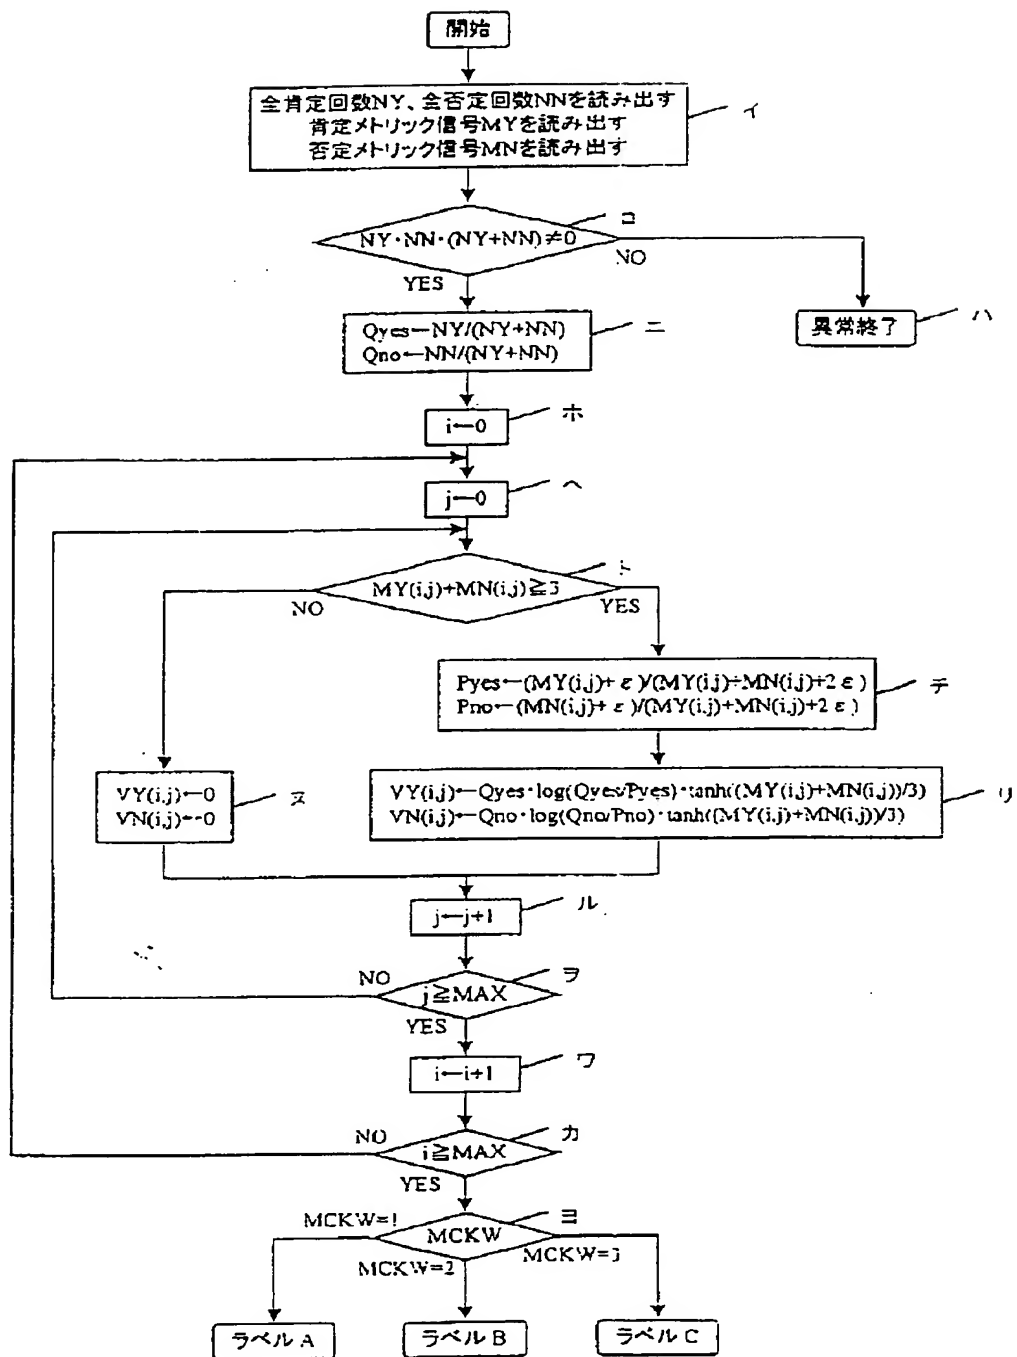 開始
全肯定回数NY、全否定回数NNを読み出す
肯定メトリック信号MYを読み出す
否定メトリック信号MNを読み出す
イ
NY・NN・(NY+NN)≠0
ロ
YES
NO
異常終了
ハ
Qyes←NY/(NY+NN)
Qno←NN/(NY+NN)
ニ
i←0
ホ
j←0
ヘ
MY(i,j)+MN(i,j)≧3
ト
NO
YES
Pyes←(MY(i,j)+ε)/(MY(i,j)+MN(i,j)+2ε)
Pno←(MN(i,j)+ε)/(MY(i,j)+MN(i,j)+2ε)
チ
VY(i,j)←0
VN(i,j)←0
ヌ
VY(i,j)←Qyes・log(Qyes/Pyes)・tanh((MY(i,j)+MN(i,j))/3)
VN(i,j)←Qno・log(Qno/Pno)・tanh((MY(i,j)+MN(i,j))/3)
リ
j←j+1
ル
j≧MAX
ヲ
NO
YES
i←i+1
ワ
i≧MAX
カ
NO
YES
MCKW
ヨ
MCKW=1
MCKW=2
MCKW=3
ラベル A
ラベル B
ラベル C